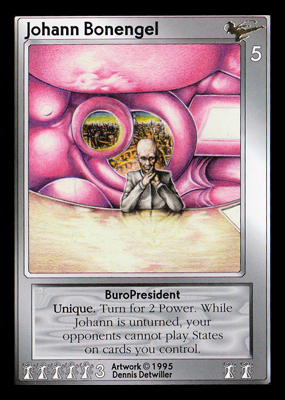 Johann Bonengel
5
BuroPresident
Unique. Turn for 2 Power. While
Johann is unturned, your
opponents cannot play States
on cards you control.
3
Artwork © 1995
Dennis Detwiller